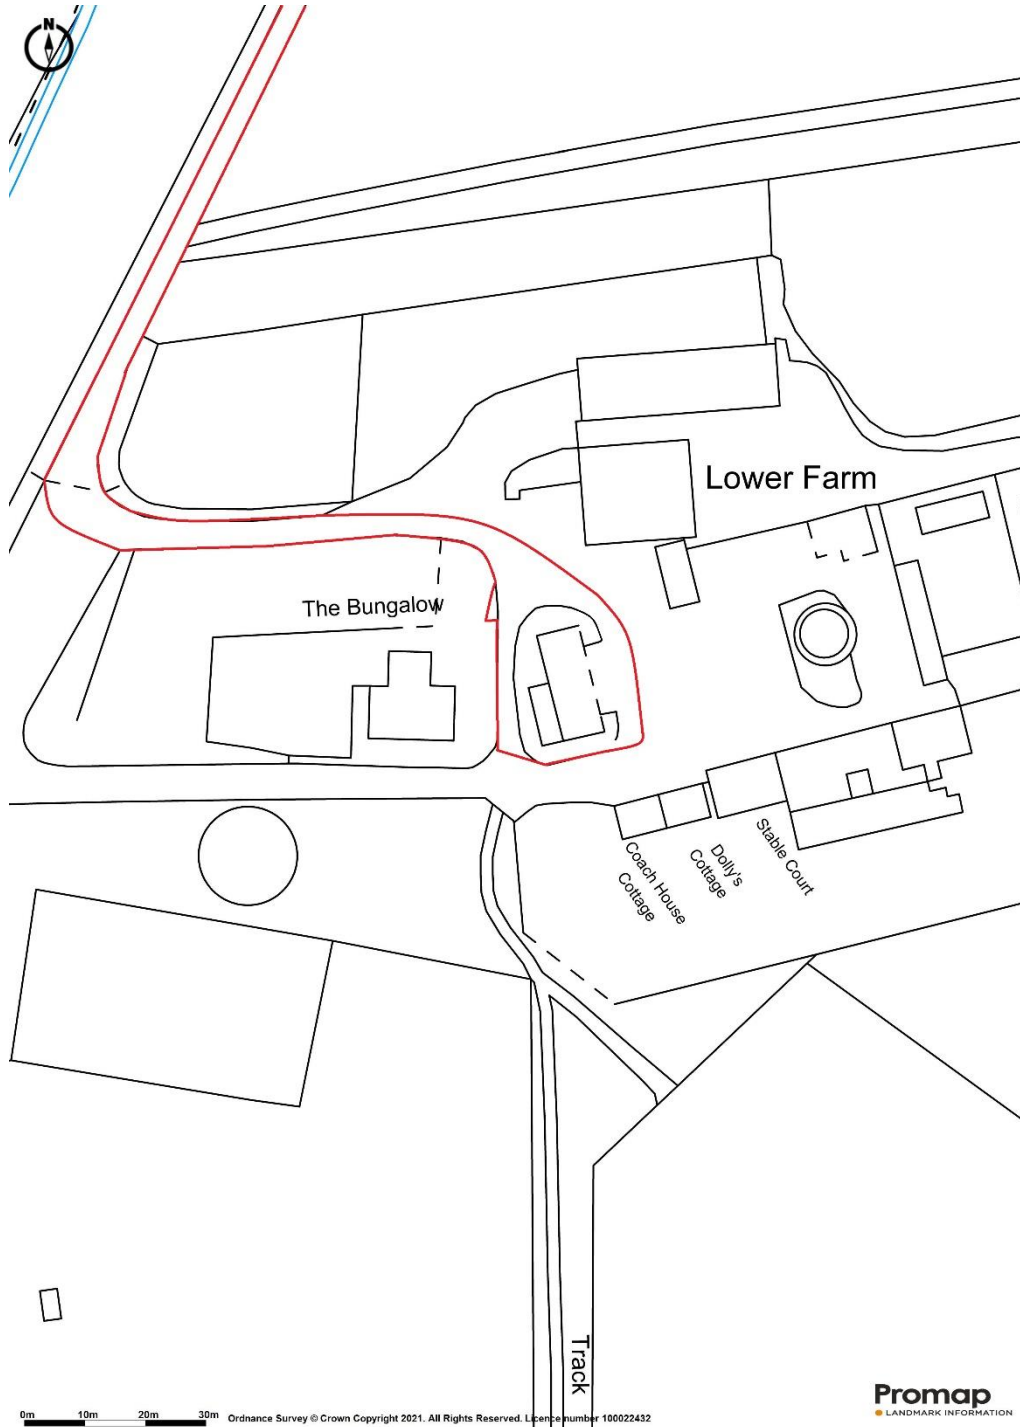 N
Lower Farm
The Bungalow
Coach House
Cottage
Dolly's
Cottage
Stable Court
Track
0m 10m 20m 30m
Ordnance Survey © Crown Copyright 2021. All Rights Reserved. Licence number 100022432
Promap
LANDMARK INFORMATION